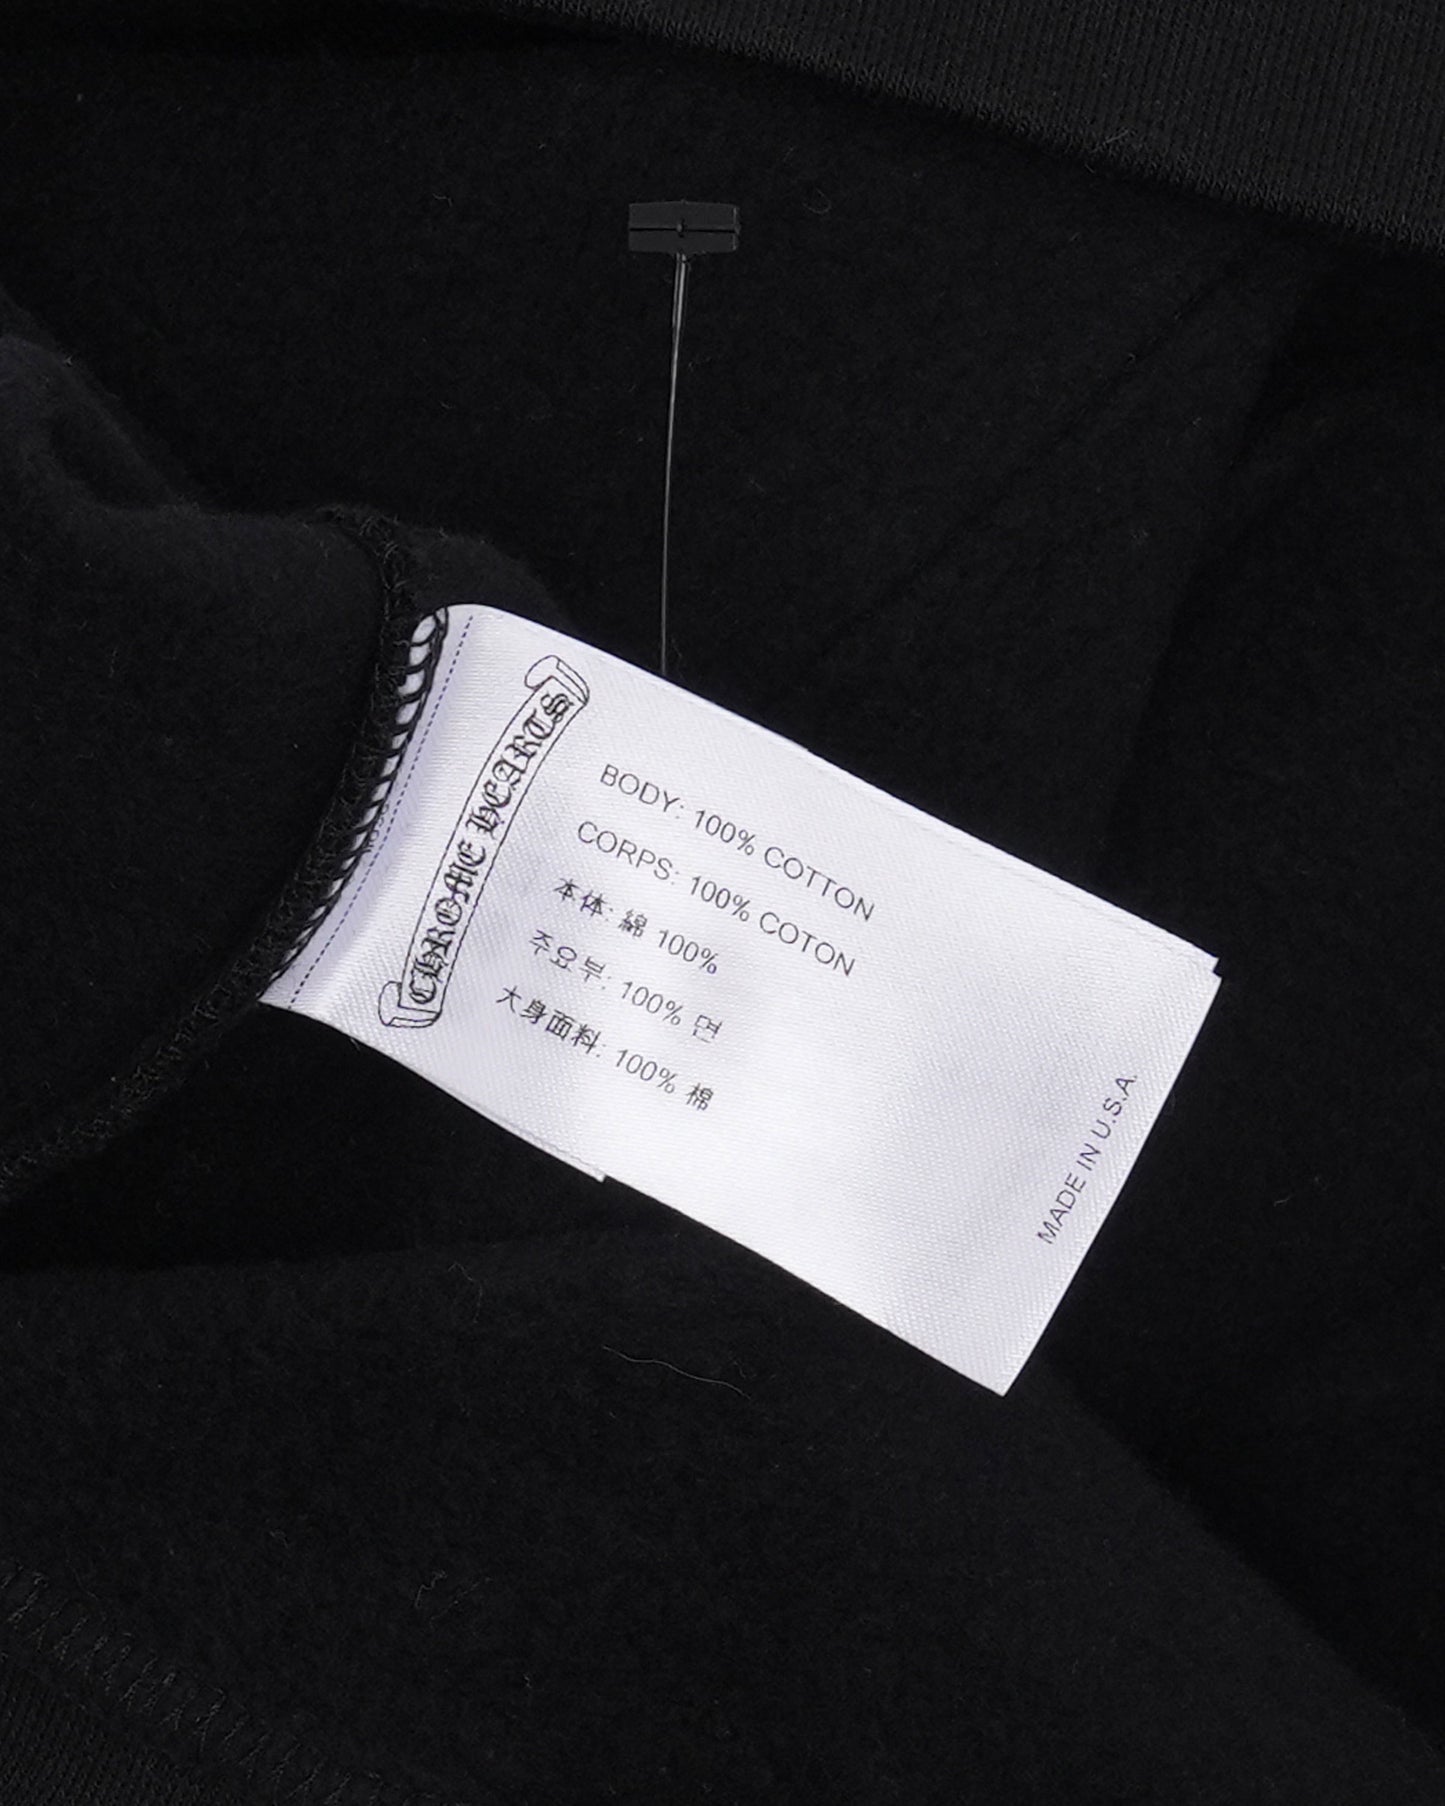 CHROME HEARTS
BODY: 100% COTTON
CORPS: 100% COTON
本体: 綿 100%
주요부: 100% 면
大身面料: 100% 棉
MADE IN U.S.A.